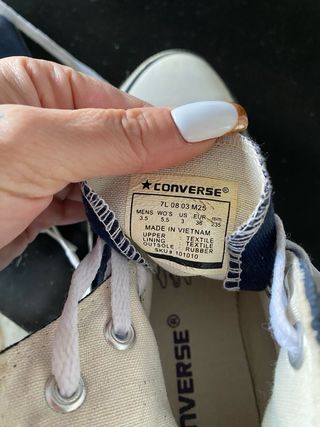 ★CONVERSE®
7L 08 03 M25
MENS WO'S US EUR mm
3.5 5.5 3 36 235
MADE IN VIETNAM
UPPER : TEXTILE
LINING : TEXTILE
OUTSOLE : RUBBER
SKU# 101010
CONVERSE